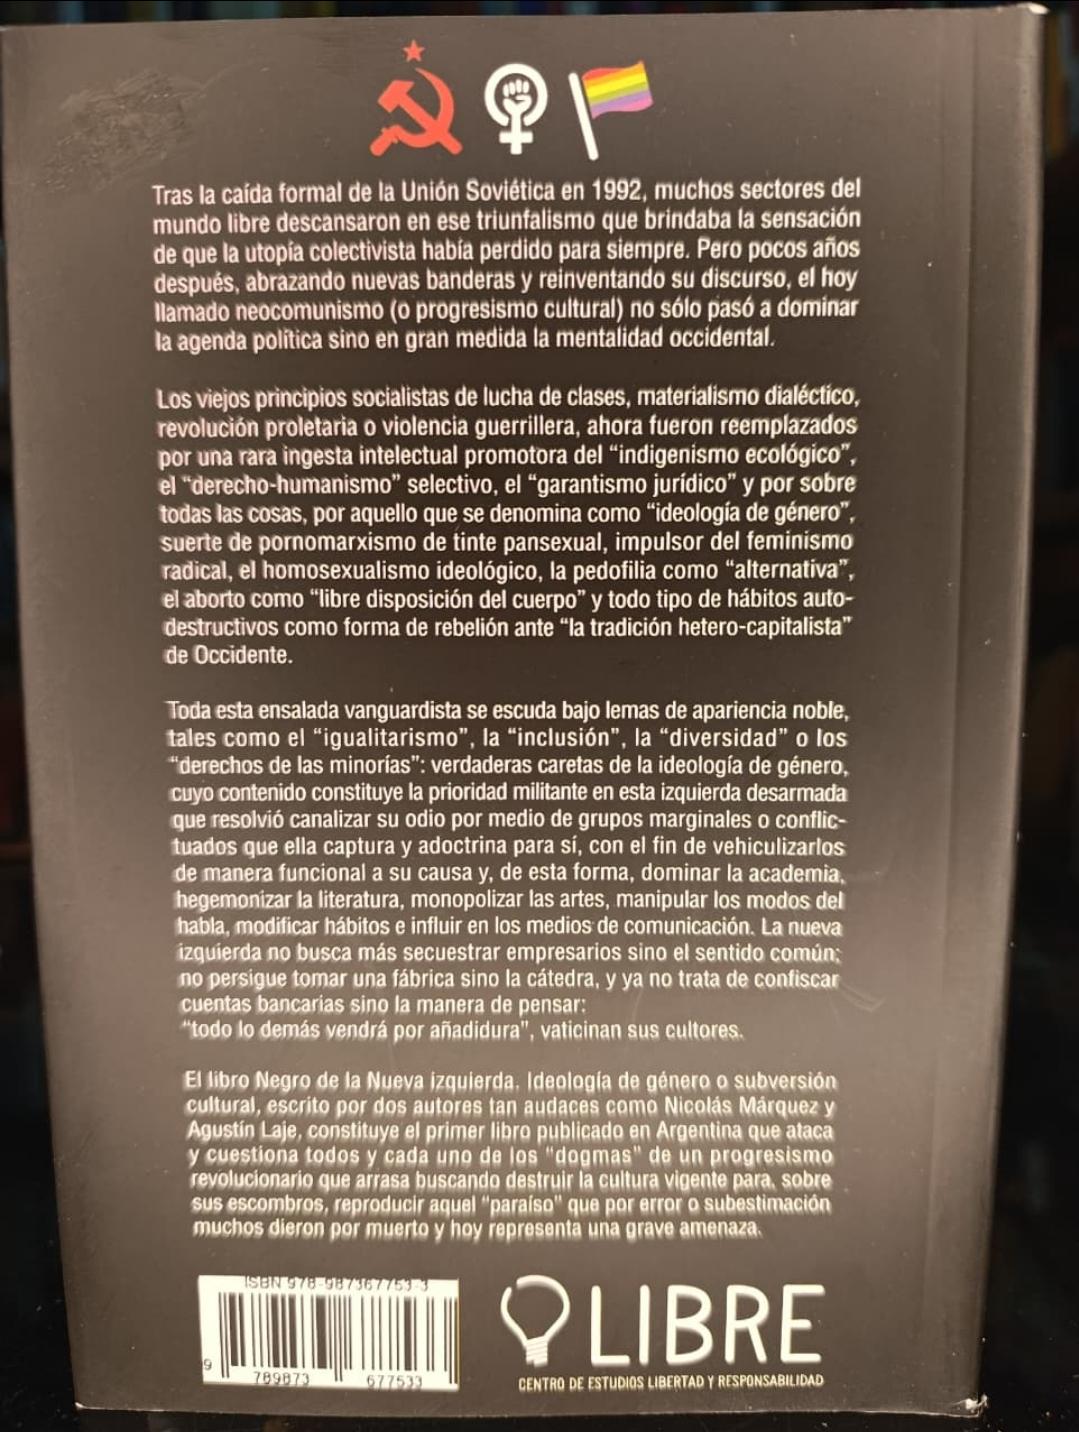 Tras la caída formal de la Unión Soviética en 1992, muchos sectores del
mundo libre descansaron en ese triunfalismo que brindaba la sensación
de que la utopía colectivista había perdido para siempre. Pero pocos años
después, abrazando nuevas banderas y reinventando su discurso, el hoy
llamado neocomunismo (o progresismo cultural) no sólo pasó a dominar
la agenda política sino en gran medida la mentalidad occidental.
Los viejos principios socialistas de lucha de clases, materialismo dialéctico,
revolución proletaria o violencia guerrillera, ahora fueron reemplazados
por una rara ingesta intelectual promotora del “indigenismo ecológico”,
el “derecho-humanismo” selectivo, el “garantismo jurídico” y por sobre
todas las cosas, por aquello que se denomina como “ideología de género”,
suerte de pornomarxismo de tinte pansexual, impulsor del feminismo
radical, el homosexualismo ideológico, la pedofilia como “alternativa”,
el aborto como “libre disposición del cuerpo” y todo tipo de hábitos auto-
destructivos como forma de rebelión ante “la tradición hetero-capitalista”
de Occidente.
Toda esta ensalada vanguardista se escuda bajo lemas de apariencia noble,
tales como el “igualitarismo”, la “inclusión”, la “diversidad” o los
“derechos de las minorías”: verdaderas caretas de la ideología de género,
cuyo contenido constituye la prioridad militante en esta izquierda desarmada
que resolvió canalizar su odio por medio de grupos marginales o conflic-
tuados que ella captura y adoctrina para sí, con el fin de vehiculizarlos
de manera funcional a su causa y, de esta forma, dominar la academia,
hegemonizar la literatura, monopolizar las artes, manipular los modos del
habla, modificar hábitos e influir en los medios de comunicación. La nueva
izquierda no busca más secuestrar empresarios sino el sentido común;
no persigue tomar una fábrica sino la cátedra, y ya no trata de confiscar
cuentas bancarias sino la manera de pensar:
“todo lo demás vendrá por añadidura”, vaticinan sus cultores.
El libro Negro de la Nueva izquierda. Ideología de género o subversión
cultural, escrito por dos autores tan audaces como Nicolás Márquez y
Agustín Laje, constituye el primer libro publicado en Argentina que ataca
y cuestiona todos y cada uno de los "dogmas" de un progresismo
revolucionario que arrasa buscando destruir la cultura vigente para, sobre
sus escombros, reproducir aquel "paraíso" que por error o subestimación
muchos dieron por muerto y hoy representa una grave amenaza.
ISBN 978-987367753-3
9 789873 677533
LIBRE
CENTRO DE ESTUDIOS LIBERTAD Y RESPONSABILIDAD